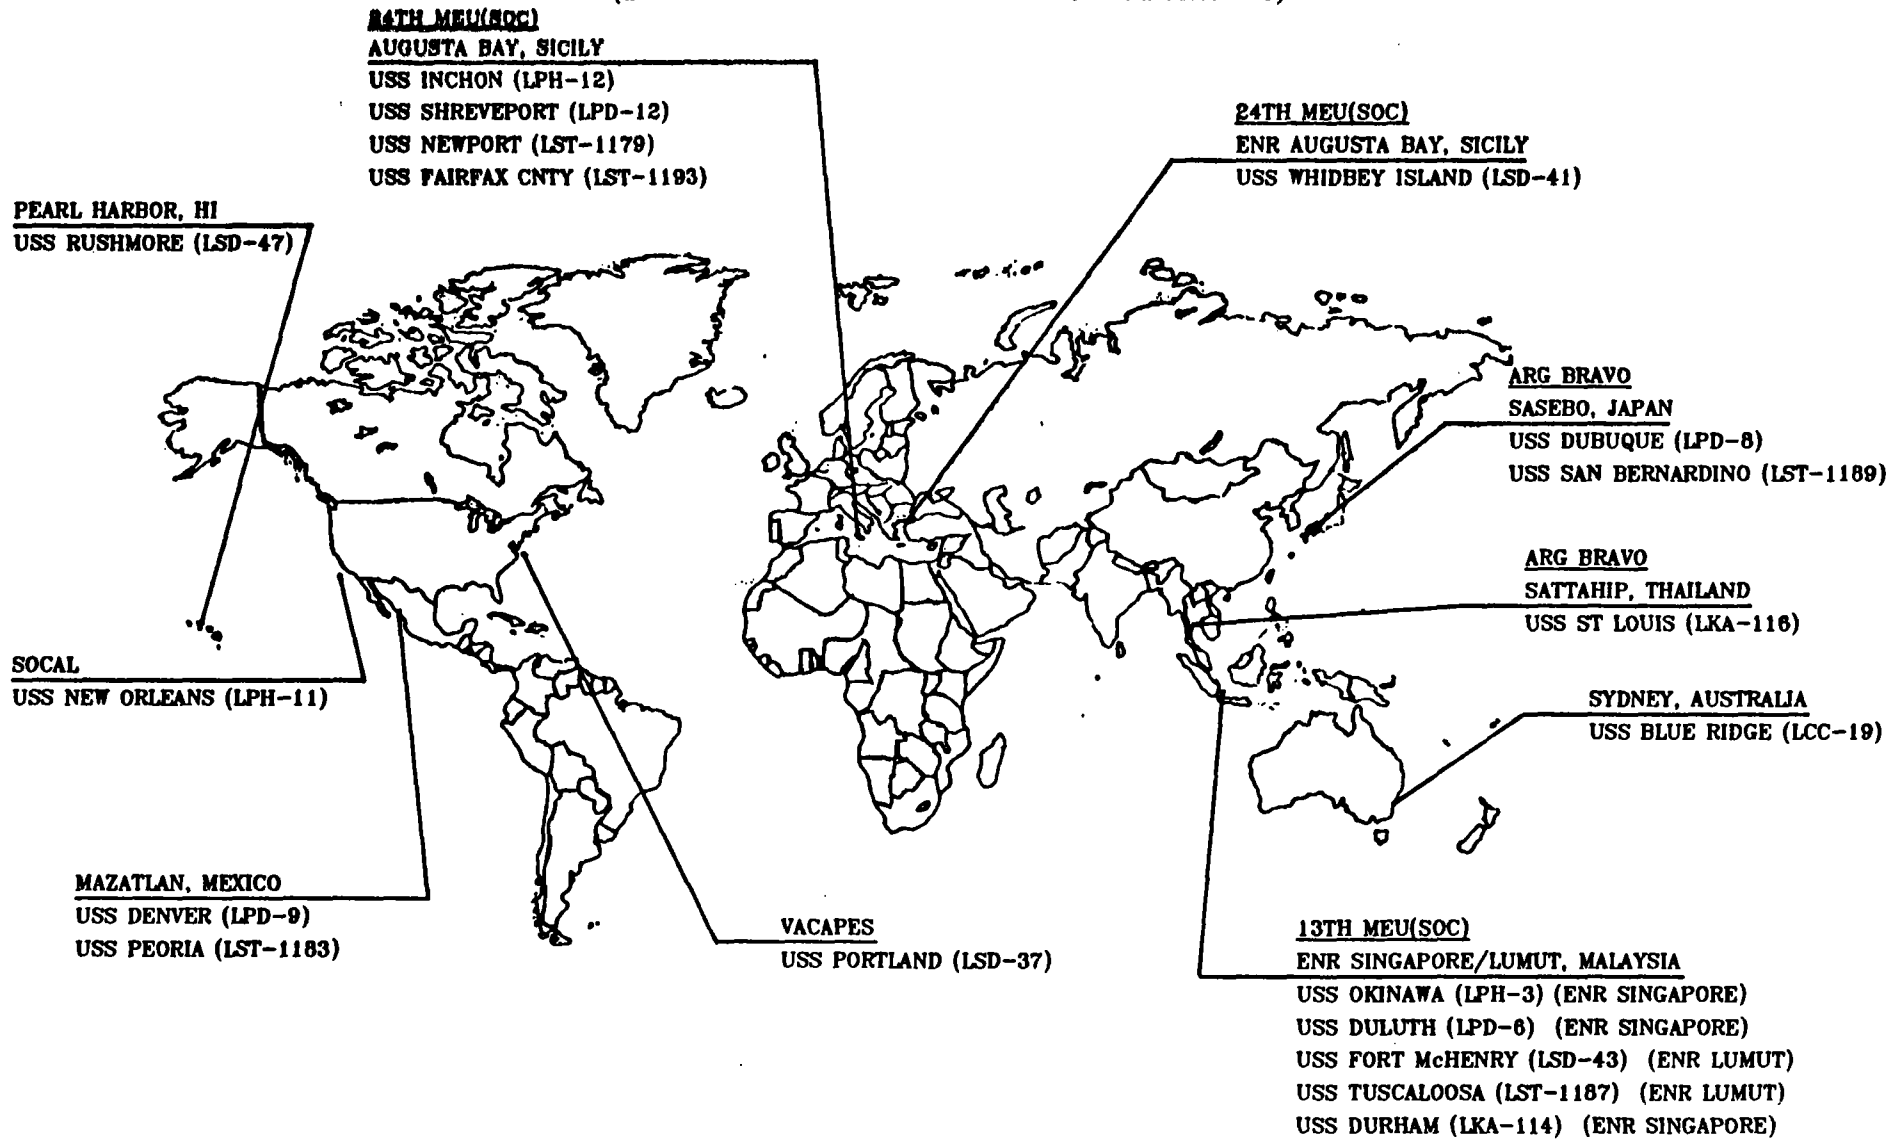 24TH MEU(SOC)
AUGUSTA BAY, SICILY
USS INCHON (LPH-12)
USS SHREVEPORT (LPD-12)
USS NEWPORT (LST-1179)
USS FAIRFAX CNTY (LST-1193)
24TH MEU(SOC)
ENR AUGUSTA BAY, SICILY
USS WHIDBEY ISLAND (LSD-41)
PEARL HARBOR, HI
USS RUSHMORE (LSD-47)
ARG BRAVO
SASEBO, JAPAN
USS DUBUQUE (LPD-8)
USS SAN BERNARDINO (LST-1189)
ARG BRAVO
SATTAHIP, THAILAND
USS ST LOUIS (LKA-116)
SOCAL
USS NEW ORLEANS (LPH-11)
SYDNEY, AUSTRALIA
USS BLUE RIDGE (LCC-19)
MAZATLAN, MEXICO
USS DENVER (LPD-9)
USS PEORIA (LST-1183)
VACAPES
USS PORTLAND (LSD-37)
13TH MEU(SOC)
ENR SINGAPORE/LUMUT, MALAYSIA
USS OKINAWA (LPH-3) (ENR SINGAPORE)
USS DULUTH (LPD-6) (ENR SINGAPORE)
USS FORT McHENRY (LSD-43) (ENR LUMUT)
USS TUSCALOOSA (LST-1187) (ENR LUMUT)
USS DURHAM (LKA-114) (ENR SINGAPORE)